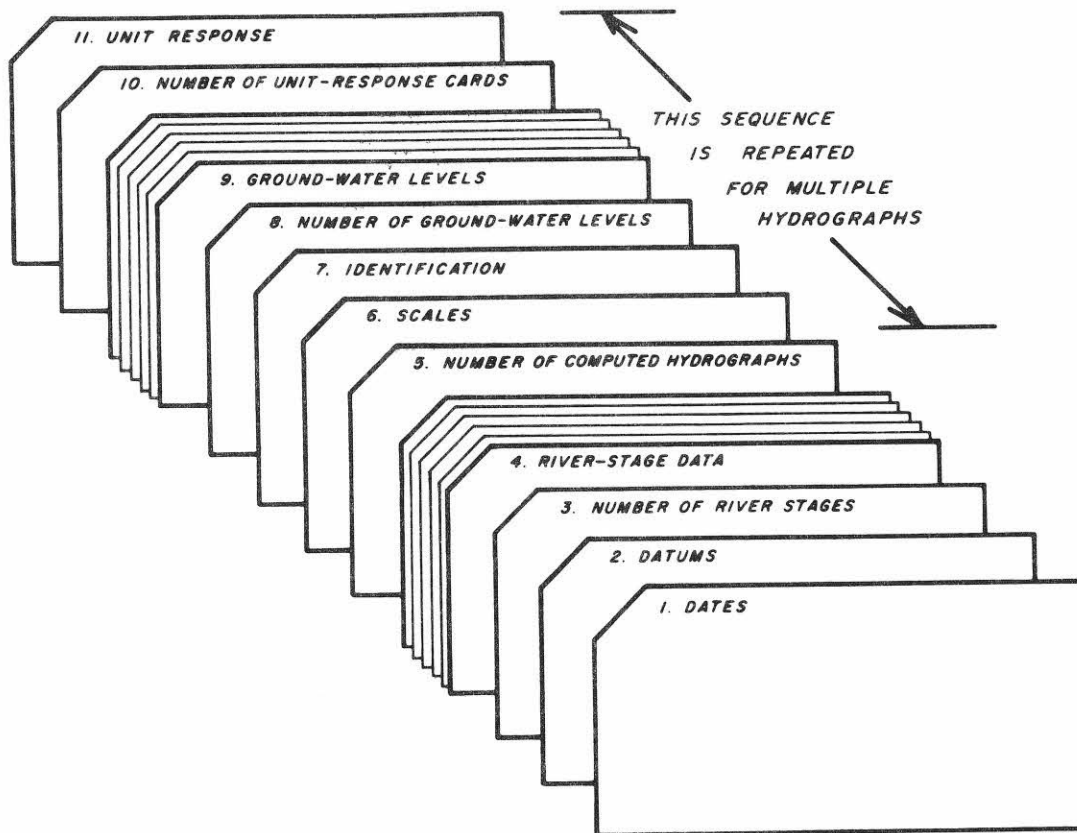 11. UNIT RESPONSE
10. NUMBER OF UNIT-RESPONSE CARDS
THIS SEQUENCE
IS REPEATED
FOR MULTIPLE
HYDROGRAPHS
9. GROUND-WATER LEVELS
8. NUMBER OF GROUND-WATER LEVELS
7. IDENTIFICATION
6. SCALES
5. NUMBER OF COMPUTED HYDROGRAPHS
4. RIVER-STAGE DATA
3. NUMBER OF RIVER STAGES
2. DATUMS
1. DATES